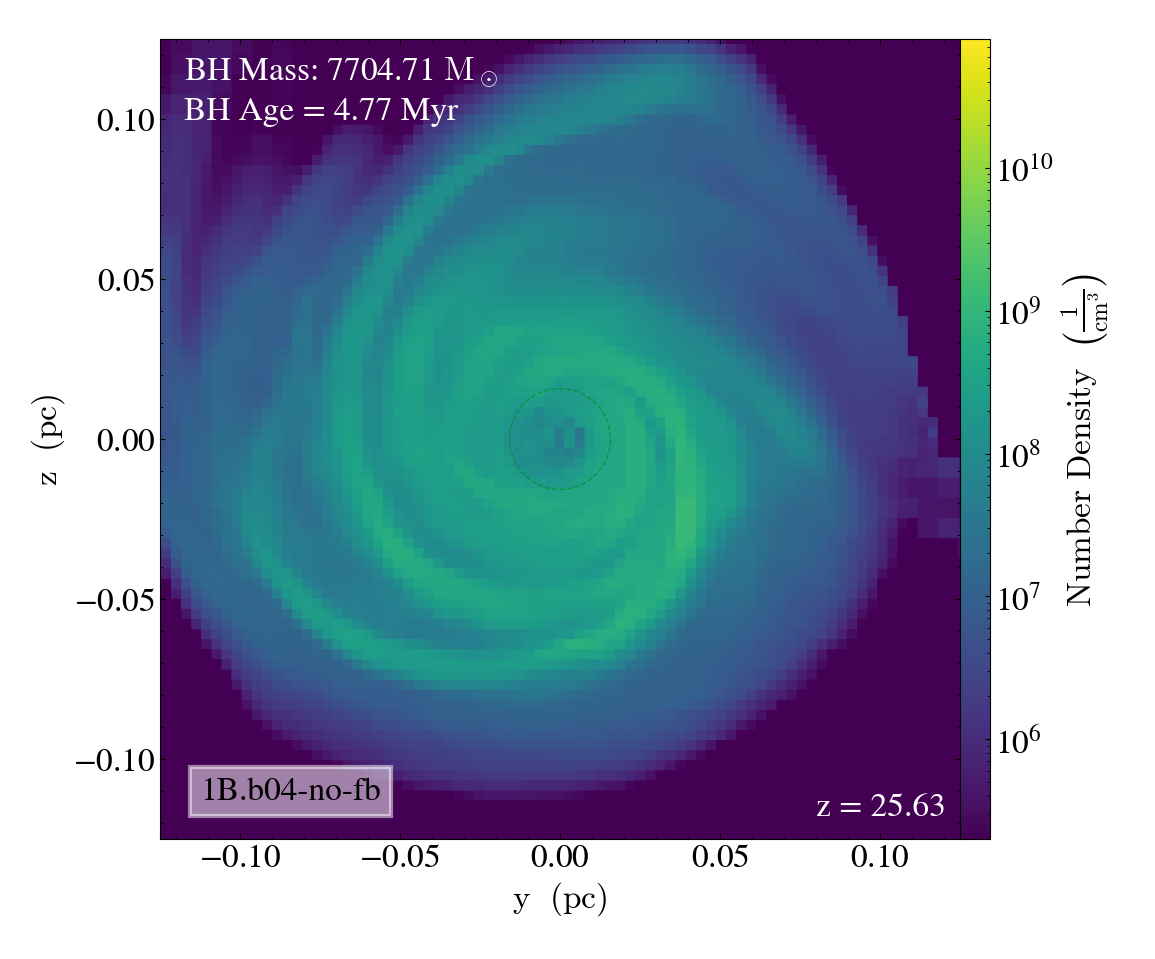 BH Mass: 7704.71 M⊙
BH Age = 4.77 Myr
0.10
0.05
0.00
−0.05
−0.10
z (pc)
1B.b04-no-fb
z = 25.63
−0.10 −0.05 0.00 0.05 0.10
y (pc)
10^10
10^9
10^8
10^7
10^6
Number Density (1/cm^3)